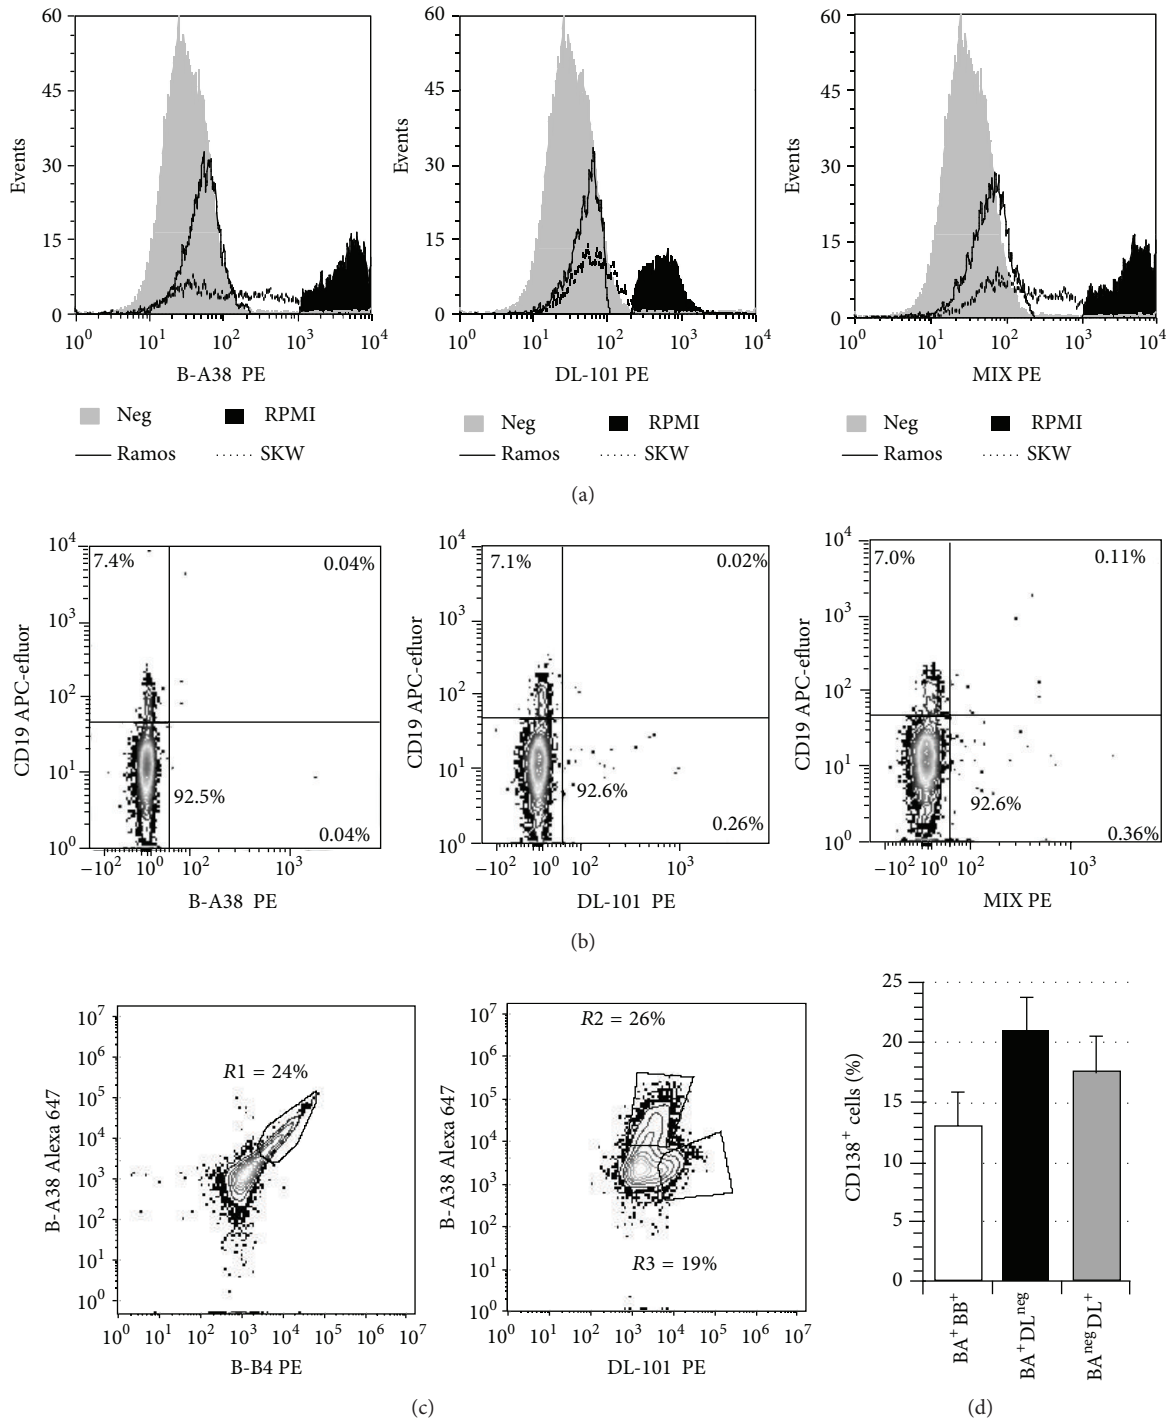 60
45
30
15
0
Events
10^0 10^1 10^2 10^3 10^4
B-A38 PE
Neg RPMI
Ramos SKW
60
45
30
15
0
Events
10^0 10^1 10^2 10^3 10^4
DL-101 PE
Neg RPMI
Ramos SKW
60
45
30
15
0
Events
10^0 10^1 10^2 10^3 10^4
MIX PE
Neg RPMI
Ramos SKW
(a)
10^4
10^3
10^2
10^1
10^0
CD19 APC-efluor
7.4% 0.04%
92.5%
0.04%
−10^2 10^0 10^2 10^3
B-A38 PE
10^4
10^3
10^2
10^1
10^0
CD19 APC-efluor
7.1% 0.02%
92.6%
0.26%
−10^2 10^0 10^2 10^3
DL-101 PE
10^4
10^3
10^2
10^1
10^0
CD19 APC-efluor
7.0% 0.11%
92.6%
0.36%
−10^2 10^0 10^2 10^3
MIX PE
(b)
10^7
10^6
10^5
10^4
10^3
10^2
10^1
10^0
B-A38 Alexa 647
R1 = 24%
10^0 10^1 10^2 10^3 10^4 10^5 10^6 10^7
B-B4 PE
10^7
10^6
10^5
10^4
10^3
10^2
10^1
10^0
B-A38 Alexa 647
R2 = 26%
R3 = 19%
10^0 10^1 10^2 10^3 10^4 10^5 10^6 10^7
DL-101 PE
(c)
25
20
15
10
5
0
CD138^+ cells (%)
BA^+BB^+
BA^+DL^neg
BA^negDL^+
(d)